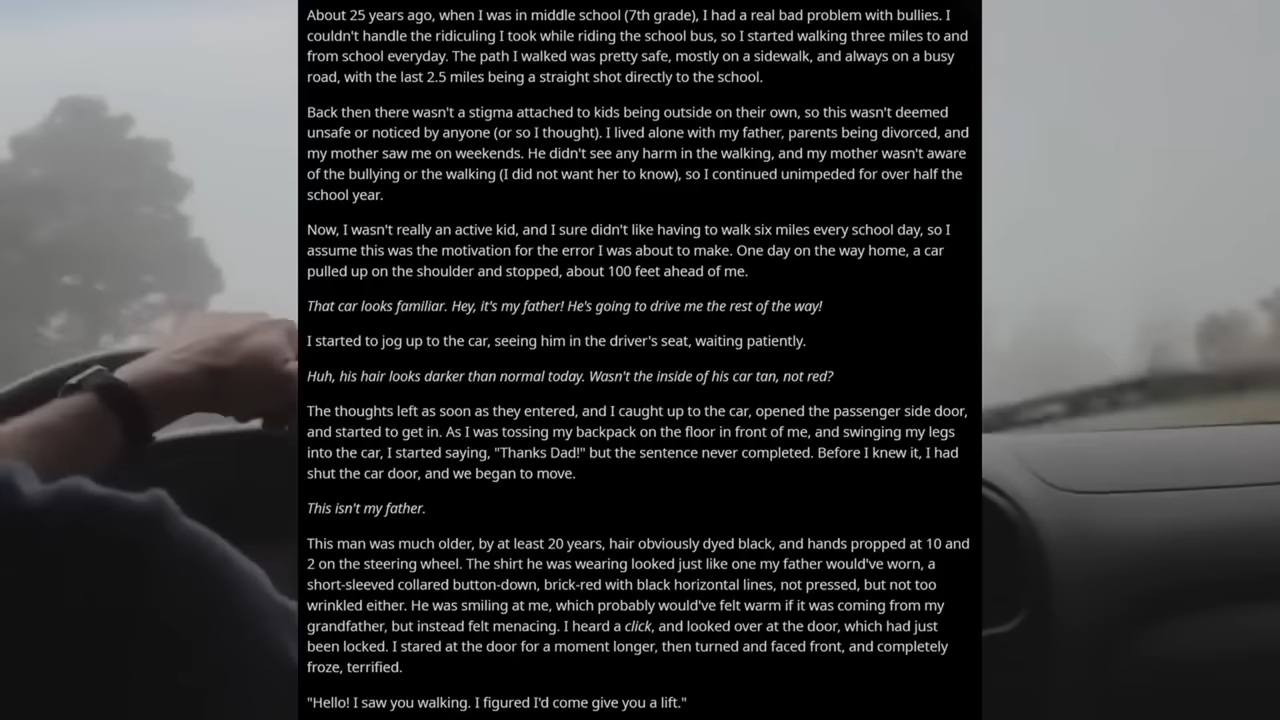 About 25 years ago, when I was in middle school (7th grade), I had a real bad problem with bullies. I
couldn't handle the ridiculing I took while riding the school bus, so I started walking three miles to and
from school everyday. The path I walked was pretty safe, mostly on a sidewalk, and always on a busy
road, with the last 2.5 miles being a straight shot directly to the school.
Back then there wasn't a stigma attached to kids being outside on their own, so this wasn't deemed
unsafe or noticed by anyone (or so I thought). I lived alone with my father, parents being divorced, and
my mother saw me on weekends. He didn't see any harm in the walking, and my mother wasn't aware
of the bullying or the walking (I did not want her to know), so I continued unimpeded for over half the
school year.
Now, I wasn't really an active kid, and I sure didn't like having to walk six miles every school day, so I
assume this was the motivation for the error I was about to make. One day on the way home, a car
pulled up on the shoulder and stopped, about 100 feet ahead of me.
That car looks familiar. Hey, it's my father! He's going to drive me the rest of the way!
I started to jog up to the car, seeing him in the driver's seat, waiting patiently.
Huh, his hair looks darker than normal today. Wasn't the inside of his car tan, not red?
The thoughts left as soon as they entered, and I caught up to the car, opened the passenger side door,
and started to get in. As I was tossing my backpack on the floor in front of me, and swinging my legs
into the car, I started saying, "Thanks Dad!" but the sentence never completed. Before I knew it, I had
shut the car door, and we began to move.
This isn't my father.
This man was much older, by at least 20 years, hair obviously dyed black, and hands propped at 10 and
2 on the steering wheel. The shirt he was wearing looked just like one my father would've worn, a
short-sleeved collared button-down, brick-red with black horizontal lines, not pressed, but not too
wrinkled either. He was smiling at me, which probably would've felt warm if it was coming from my
grandfather, but instead felt menacing. I heard a click, and looked over at the door, which had just
been locked. I stared at the door for a moment longer, then turned and faced front, and completely
froze, terrified.
"Hello! I saw you walking. I figured I'd come give you a lift."